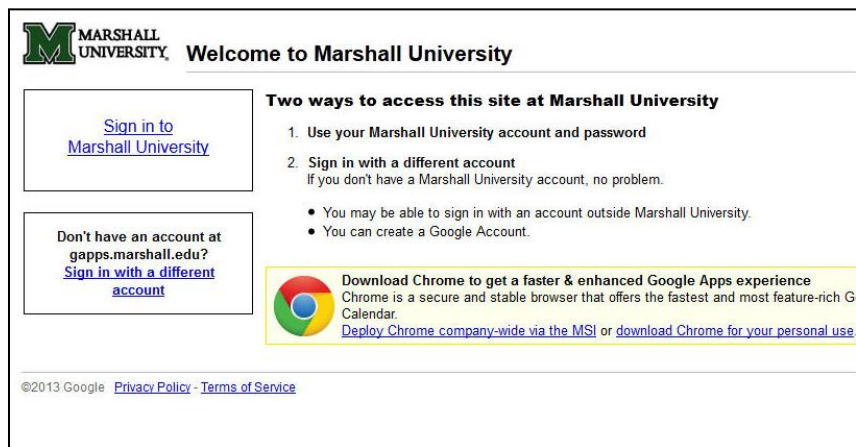 MARSHALL
UNIVERSITY.
Welcome to Marshall University
Sign in to
Marshall University
Don't have an account at
gapps.marshall.edu?
Sign in with a different
account
Two ways to access this site at Marshall University
1. Use your Marshall University account and password
2. Sign in with a different account
If you don't have a Marshall University account, no problem.
• You may be able to sign in with an account outside Marshall University.
• You can create a Google Account.
Download Chrome to get a faster & enhanced Google Apps experience
Chrome is a secure and stable browser that offers the fastest and most feature-rich G
Calendar.
Deploy Chrome company-wide via the MSI or download Chrome for your personal use.
©2013 Google Privacy Policy - Terms of Service